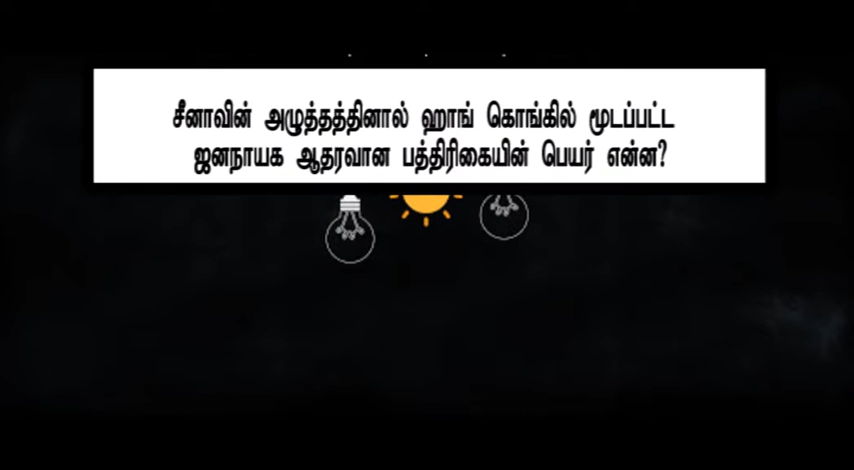 சீனாவின் அழுத்தத்தினால் ஹாங் கொங்கில் மூடப்பட்ட
ஜனநாயக ஆதரவான பத்திரிகையின் பெயர் என்ன?